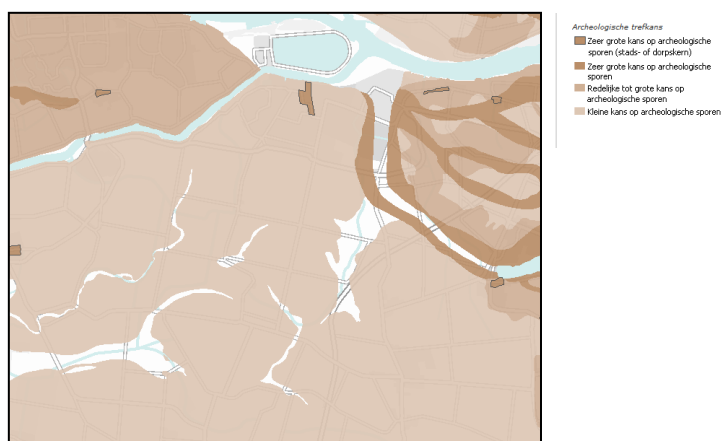 Archeologische trefkans
Zeer grote kans op archeologische
sporen (stads- of dorpskern)
Zeer grote kans op archeologische
sporen
Redelijke tot grote kans op
archeologische sporen
Kleine kans op archeologische sporen